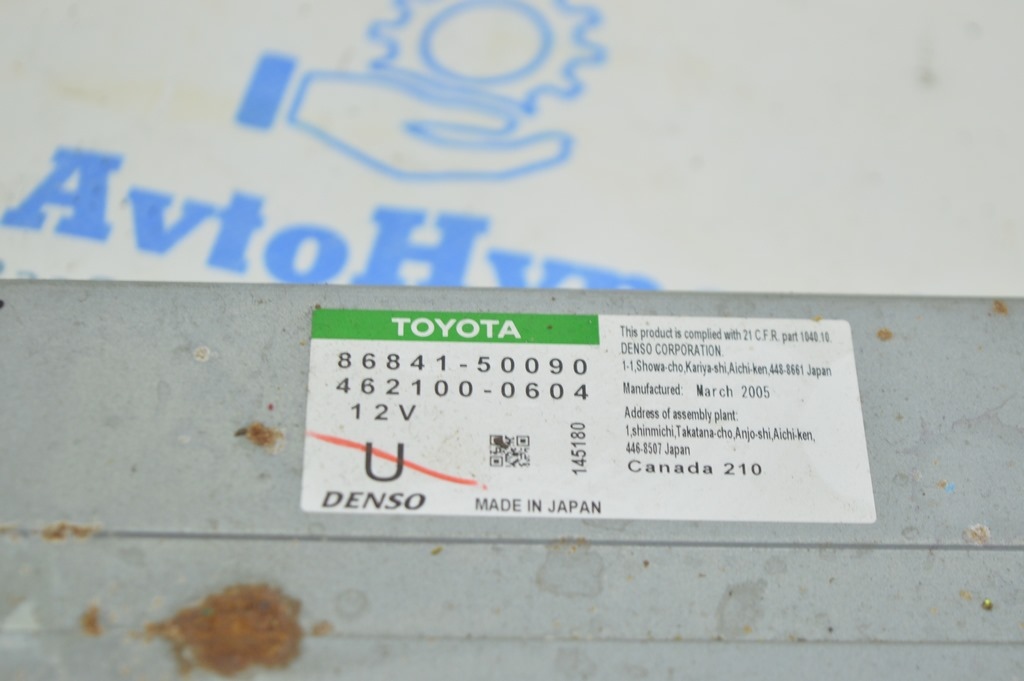 AvtoHyp
TOYOTA
86841-50090
462100-0604
12V
U
145180
DENSO
MADE IN JAPAN
This product is complied with 21 C.F.R. part 1040.10.
DENSO CORPORATION.
1-1,Showa-cho,Kariya-shi,Aichi-ken,448-8661 Japan
Manufactured: March 2005
Address of assembly plant:
1,shinmichi,Takatana-cho,Anjo-shi,Aichi-ken,
446-8507 Japan
Canada 210